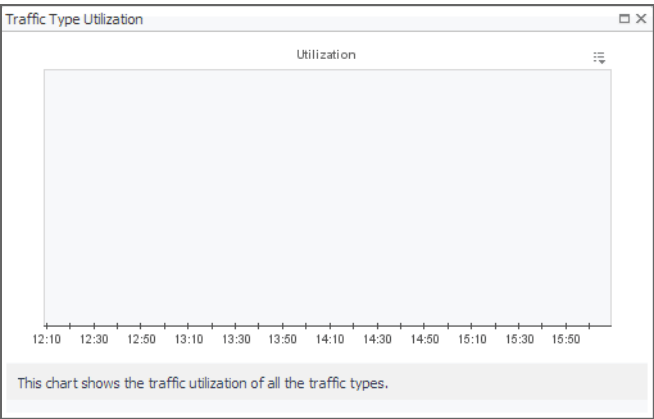 Traffic Type Utilization
Utilization
12:10 12:30 12:50 13:10 13:30 13:50 14:10 14:30 14:50 15:10 15:30 15:50
This chart shows the traffic utilization of all the traffic types.